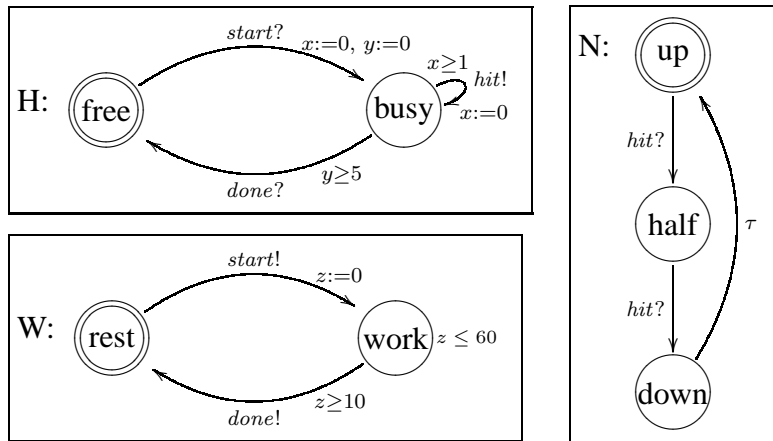 H:
start?
x:=0, y:=0
free
busy
x≥1
hit!
x:=0
y≥5
done?
W:
start!
z:=0
rest
work
z ≤ 60
z≥10
done!
N:
up
hit?
half
τ
hit?
down